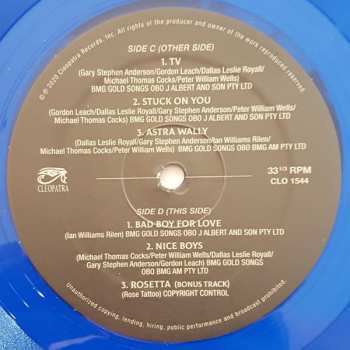 © ℗ 2020 Cleopatra Records, Inc. All rights of the producer and owner of this recorded work reserved.
SIDE C (OTHER SIDE)
1. TV
(Gary Stephen Anderson/Gordon Leach/Dallas Leslie Royall/
Michael Thomas Cocks/Peter William Wells)
BMG GOLD SONGS OBO J ALBERT AND SON PTY LTD
2. STUCK ON YOU
(Gordon Leach/Dallas Leslie Royall/Gary Stephen Anderson/Peter William Wells/
Michael Thomas Cocks) BMG GOLD SONGS OBO J ALBERT AND SON PTY LTD
3. ASTRA WALLY
(Dallas Leslie Royall/Gary Stephen Anderson/Ian Williams Rilen/
Michael Thomas Cocks/Peter William Wells) BMG GOLD SONGS OBO BMG AM PTY LTD
33 1/3 RPM
CLO 1544
CLEOPATRA
SIDE D (THIS SIDE)
1. BAD BOY FOR LOVE
(Ian Williams Rilen) BMG GOLD SONGS OBO J ALBERT AND SON PTY LTD
2. NICE BOYS
(Michael Thomas Cocks/Peter William Wells/Dallas Leslie Royall/
Gary Stephen Anderson/Gordon Leach) BMG GOLD SONGS
OBO BMG AM PTY LTD
3. ROSETTA (BONUS TRACK)
(Rose Tattoo) COPYRIGHT CONTROL
Unauthorized copying, lending, hiring, public performance and broadcast prohibited.